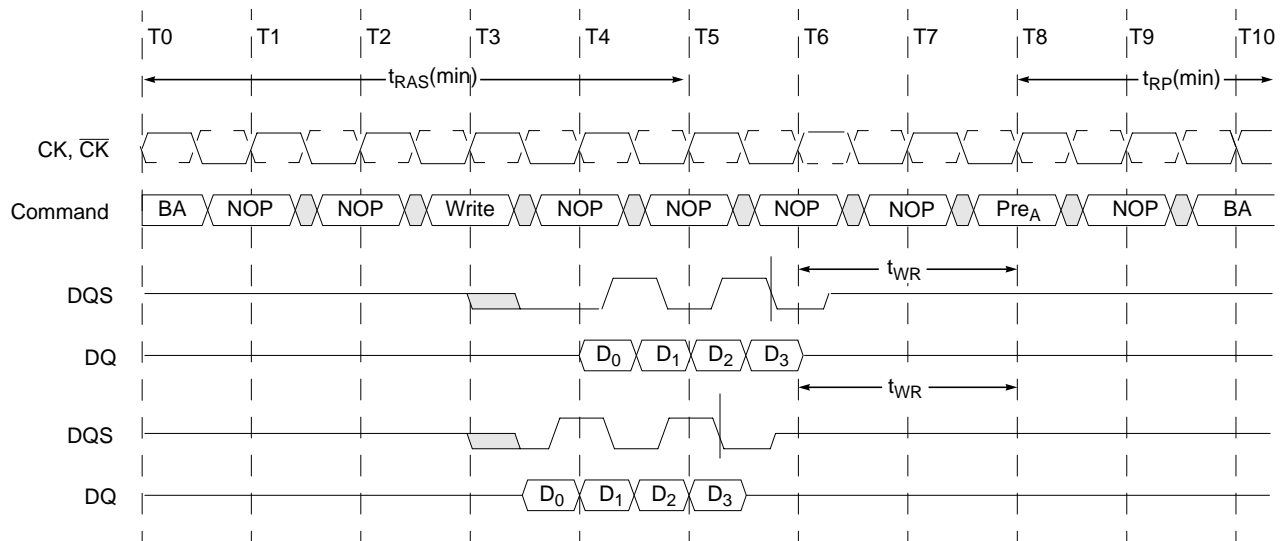 T0 T1 T2 T3 T4 T5 T6 T7 T8 T9 T10
tRAS(min) tRP(min)
CK, CK
Command BA NOP NOP Write NOP NOP NOP NOP PreA NOP BA
tWR
DQS
DQ D0 D1 D2 D3
tWR
DQS
DQ D0 D1 D2 D3